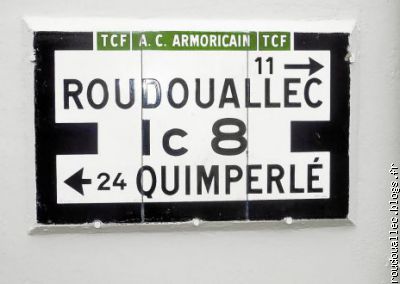 TCF A. C. ARMORICAIN TCF
11 →
ROUDOUALLEC
Ic 8
← 24 QUIMPERLÉ
roudouallec.blogs.fr